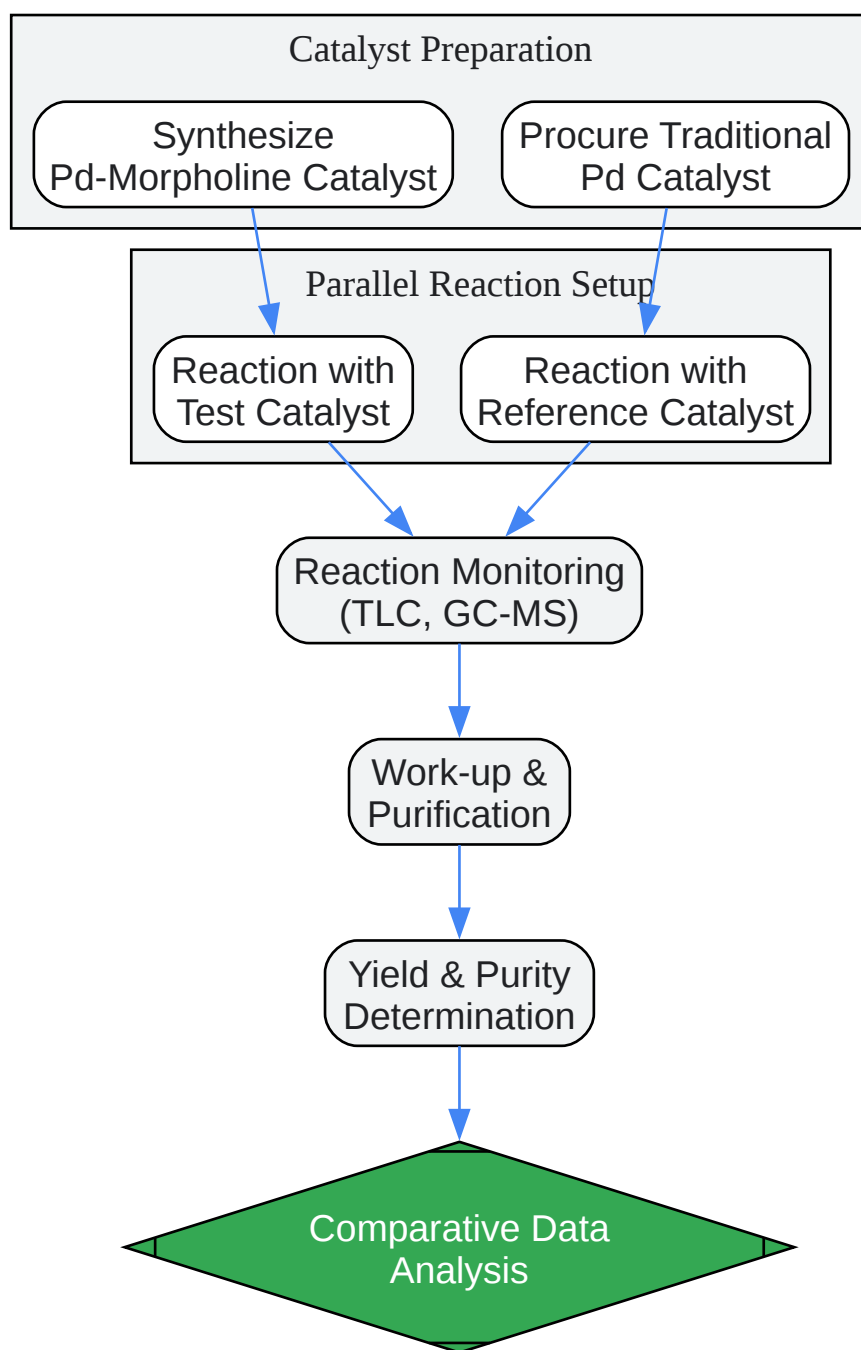 Catalyst Preparation
Synthesize
Pd-Morpholine Catalyst
Procure Traditional
Pd Catalyst
Parallel Reaction Setup
Reaction with
Test Catalyst
Reaction with
Reference Catalyst
Reaction Monitoring
(TLC, GC-MS)
Work-up &
Purification
Yield & Purity
Determination
Comparative Data
Analysis